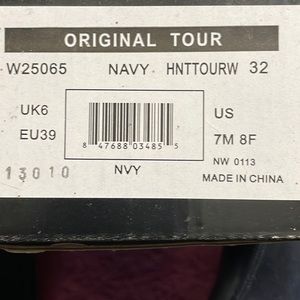 ORIGINAL TOUR
W25065 NAVY HNTTOURW 32
UK6
EU39
US
7M 8F
8 47688 03485 5
NW 0113
13010 NVY MADE IN CHINA